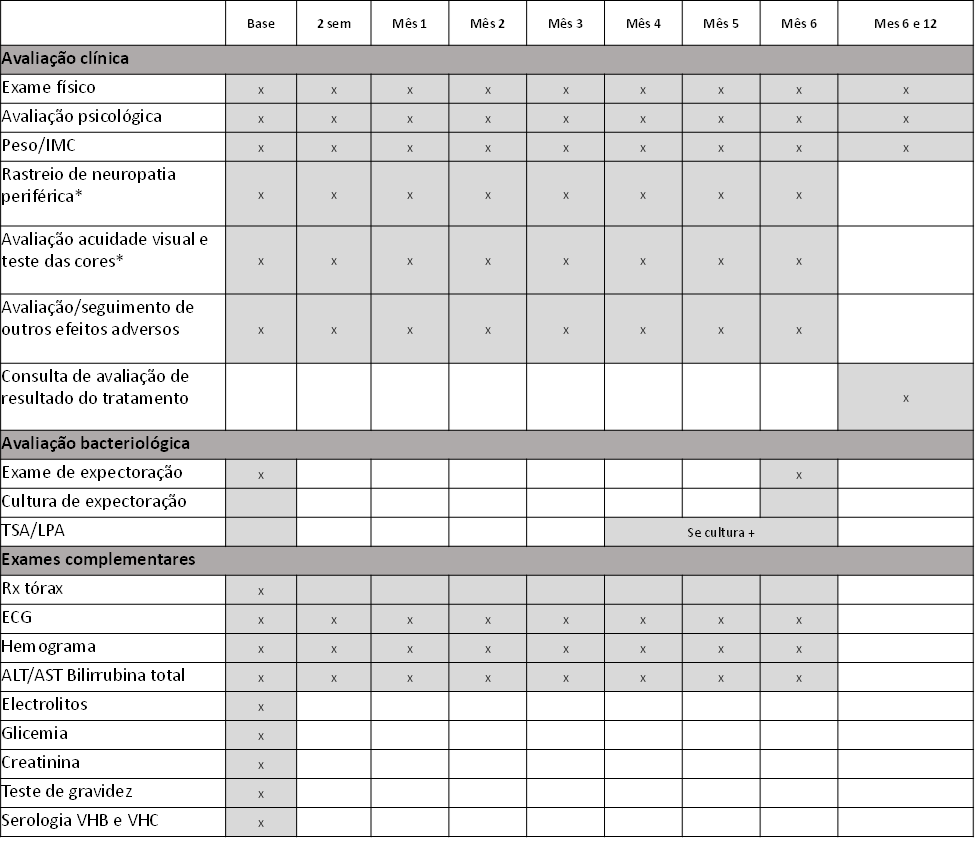 Base 2 sem Mês 1 Mês 2 Mês 3 Mês 4 Mês 5 Mês 6 Mes 6 e 12
Avaliação clínica
Exame físico x x x x x x x x x
Avaliação psicológica x x x x x x x x x
Peso/IMC x x x x x x x x x
Rastreio de neuropatia
periférica* x x x x x x x x
Avaliação acuidade visual e
teste das cores* x x x x x x x x
Avaliação/seguimento de
outros efeitos adversos x x x x x x x x
Consulta de avaliação de
resultado do tratamento x
Avaliação bacteriológica
Exame de expectoração x x
Cultura de expectoração
TSA/LPA Se cultura +
Exames complementares
Rx tórax x
ECG x x x x x x x x
Hemograma x x x x x x x x
ALT/AST Bilirrubina total x x x x x x x x
Electrolitos x
Glicemia x
Creatinina x
Teste de gravidez x
Serologia VHB e VHC x